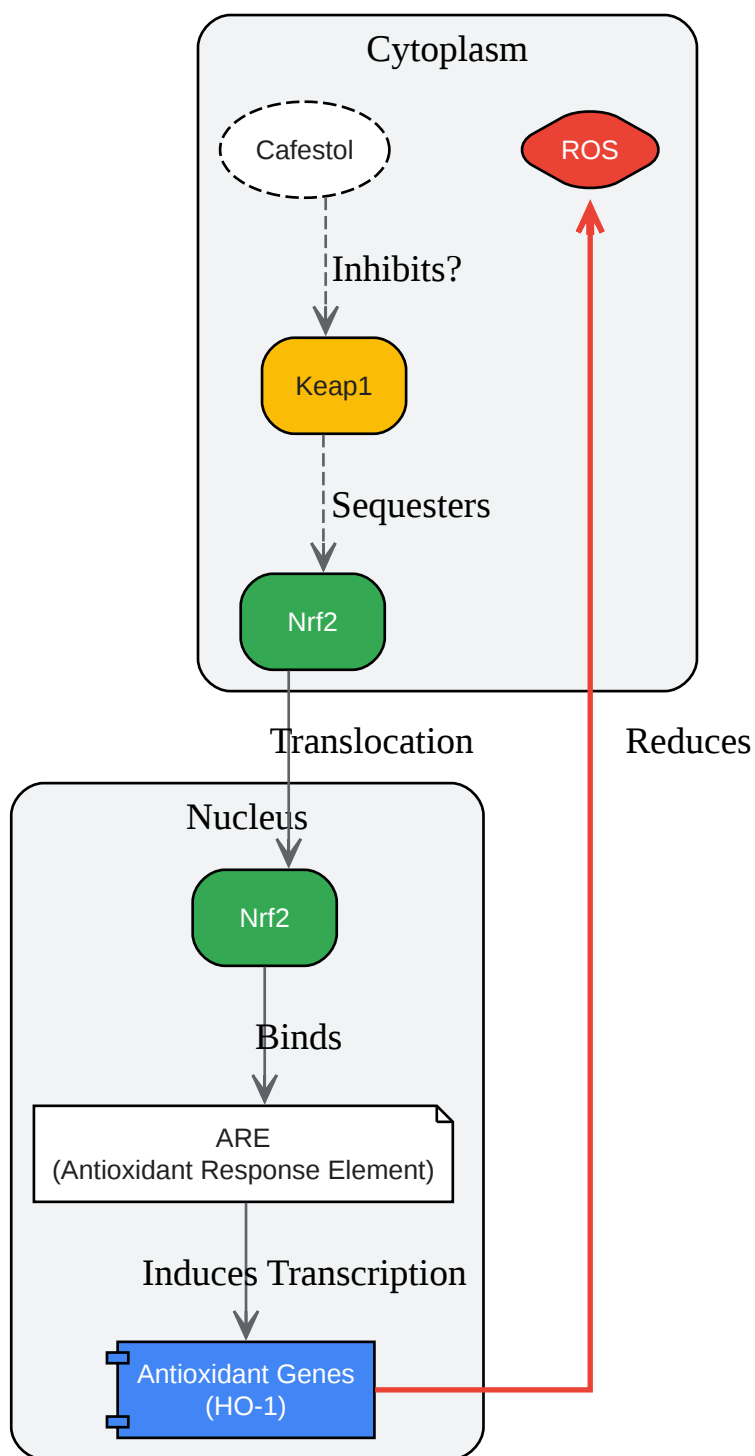 Cytoplasm
Cafestol
ROS
Inhibits?
Keap1
Sequesters
Nrf2
Translocation
Reduces
Nucleus
Nrf2
Binds
ARE
(Antioxidant Response Element)
Induces Transcription
Antioxidant Genes
(HO-1)